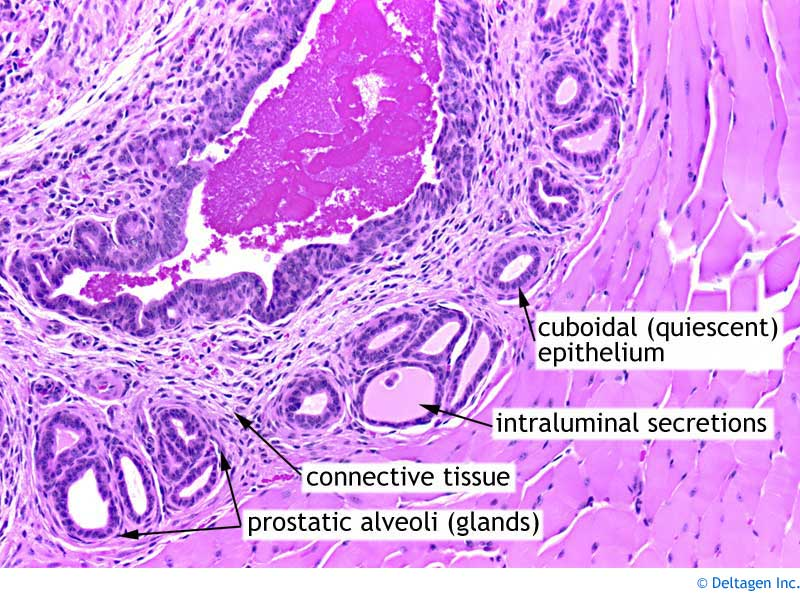 cuboidal (quiescent)
epithelium
intraluminal secretions
connective tissue
prostatic alveoli (glands)
© Deltagen Inc.